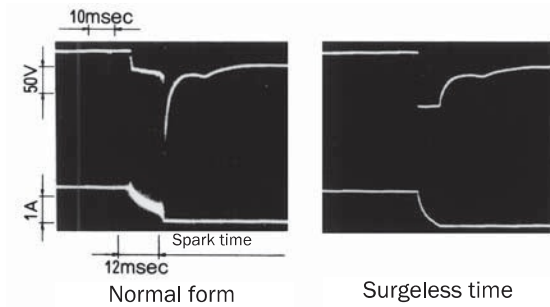 10msec
50V
1A
Spark time
12msec
Normal form
Surgeless time